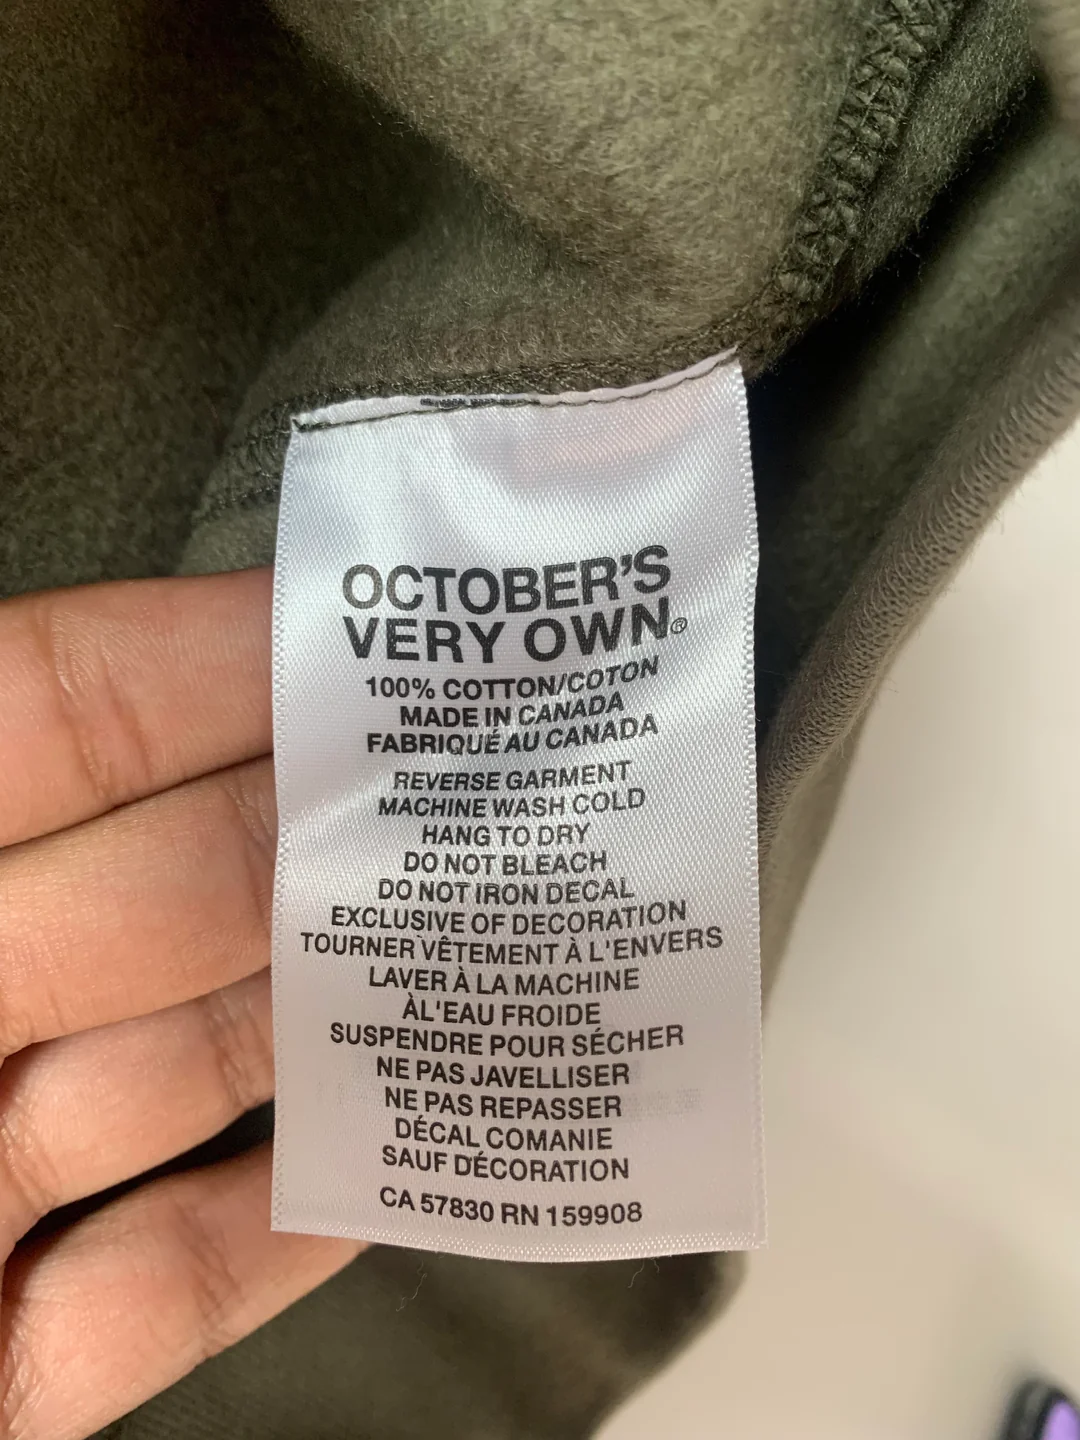 OCTOBER'S
VERY OWN®
100% COTTON/COTON
MADE IN CANADA
FABRIQUÉ AU CANADA
REVERSE GARMENT
MACHINE WASH COLD
HANG TO DRY
DO NOT BLEACH
DO NOT IRON DECAL
EXCLUSIVE OF DECORATION
TOURNER VÊTEMENT À L'ENVERS
LAVER À LA MACHINE
À L'EAU FROIDE
SUSPENDRE POUR SÉCHER
NE PAS JAVELLISER
NE PAS REPASSER
DÉCAL COMANIE
SAUF DÉCORATION
CA 57830 RN 159908